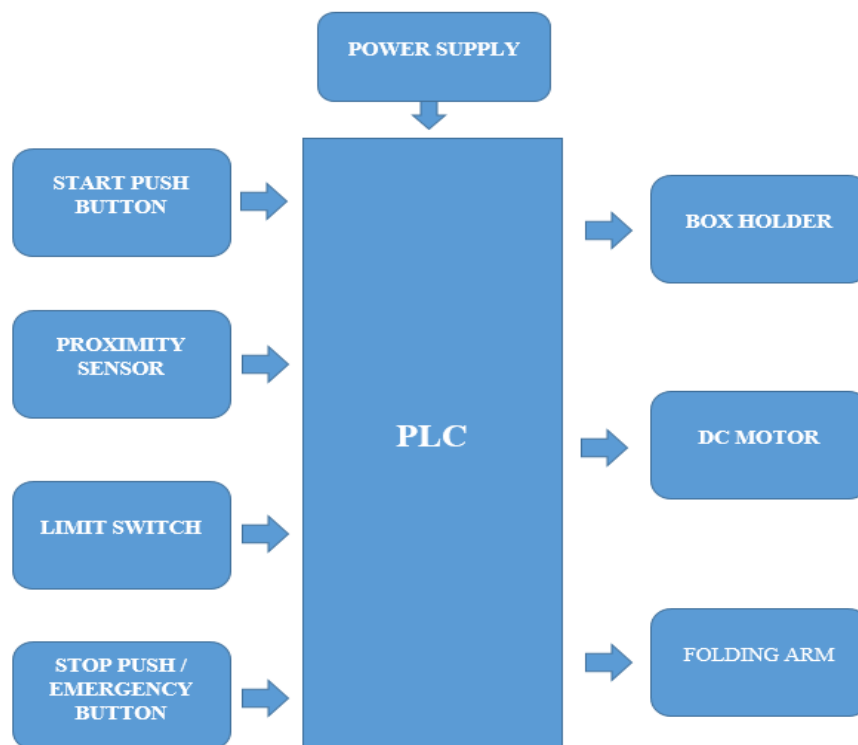 POWER SUPPLY
START PUSH
BUTTON
PROXIMITY
SENSOR
LIMIT SWITCH
STOP PUSH /
EMERGENCY
BUTTON
PLC
BOX HOLDER
DC MOTOR
FOLDING ARM